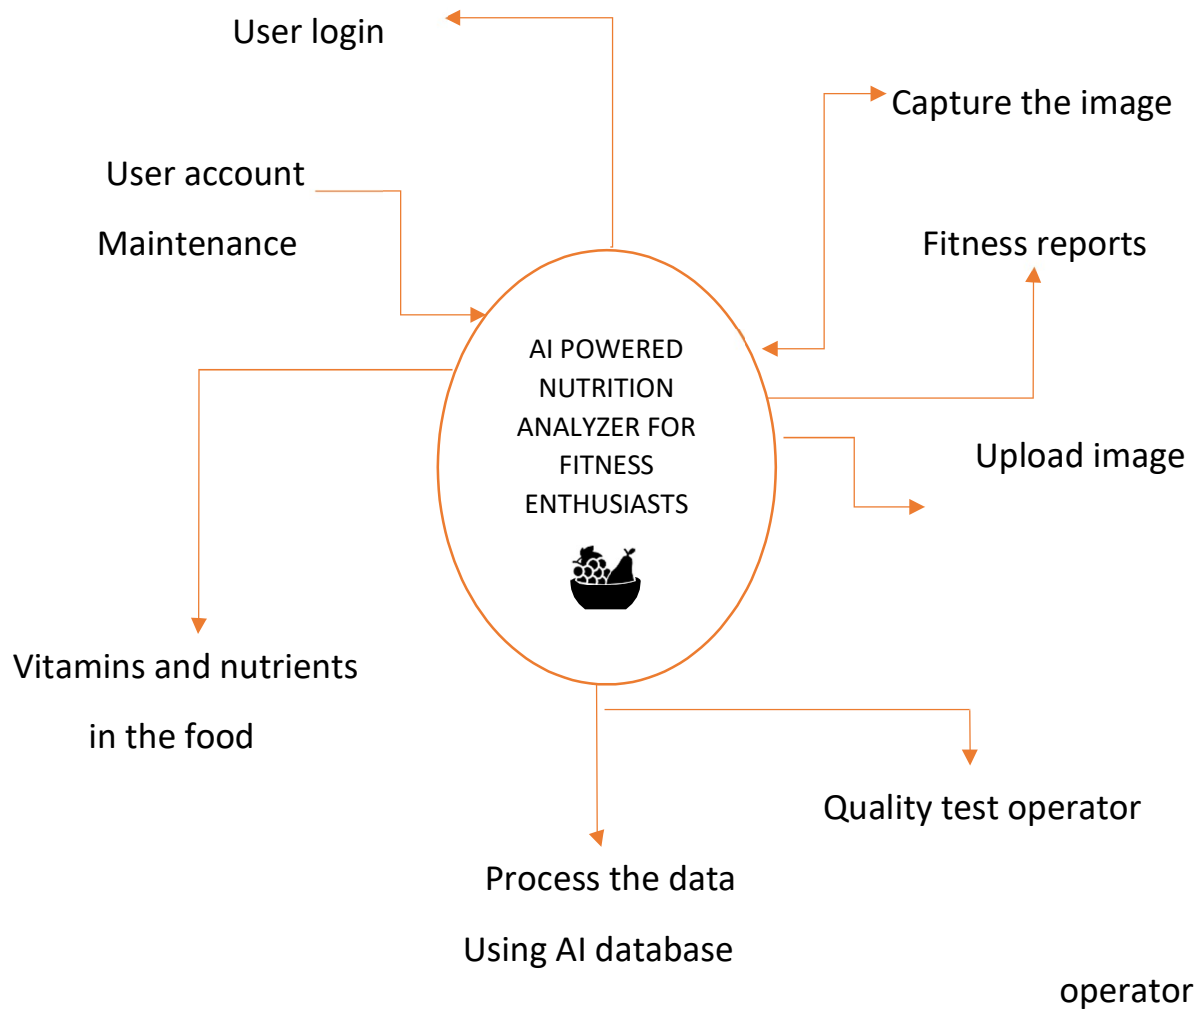 User login
Capture the image
User account
Maintenance
Fitness reports
AI POWERED
NUTRITION
ANALYZER FOR
FITNESS
ENTHUSIASTS
Upload image
Vitamins and nutrients
in the food
Quality test operator
Process the data
Using AI database
operator